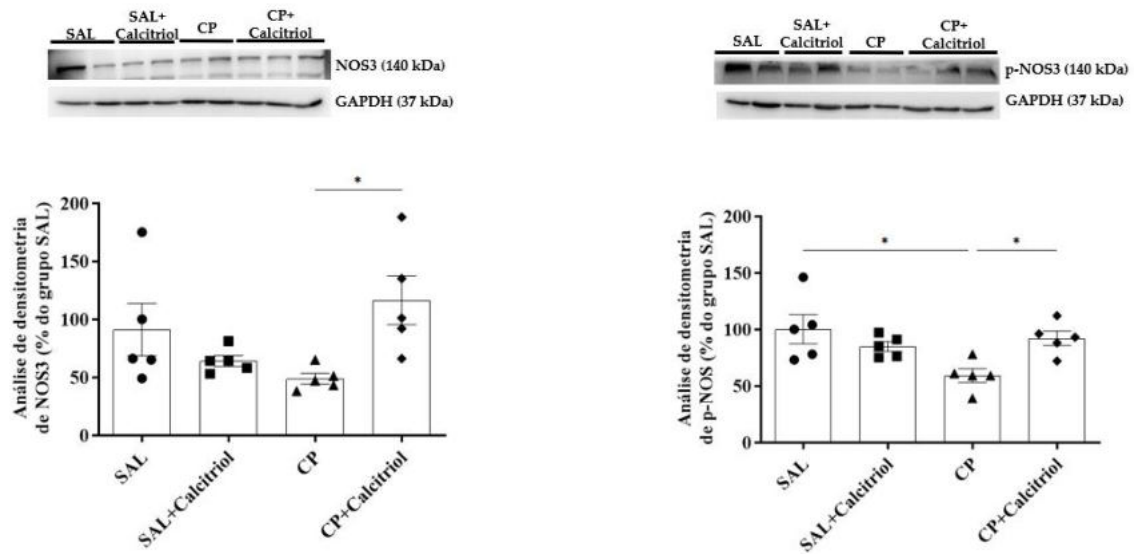 SAL
SAL+
Calcitriol
CP
CP+
Calcitriol
NOS3 (140 kDa)
GAPDH (37 kDa)
*
200
150
100
50
0
Análise de densitometria
de NOS3 (% do grupo SAL)
SAL
SAL+Calcitriol
CP
CP+Calcitriol
SAL
SAL+
Calcitriol
CP
CP+
Calcitriol
p-NOS3 (140 kDa)
GAPDH (37 kDa)
*
*
200
150
100
50
0
Análise de densitometria
de p-NOS (% do grupo SAL)
SAL
SAL+Calcitriol
CP
CP+Calcitriol